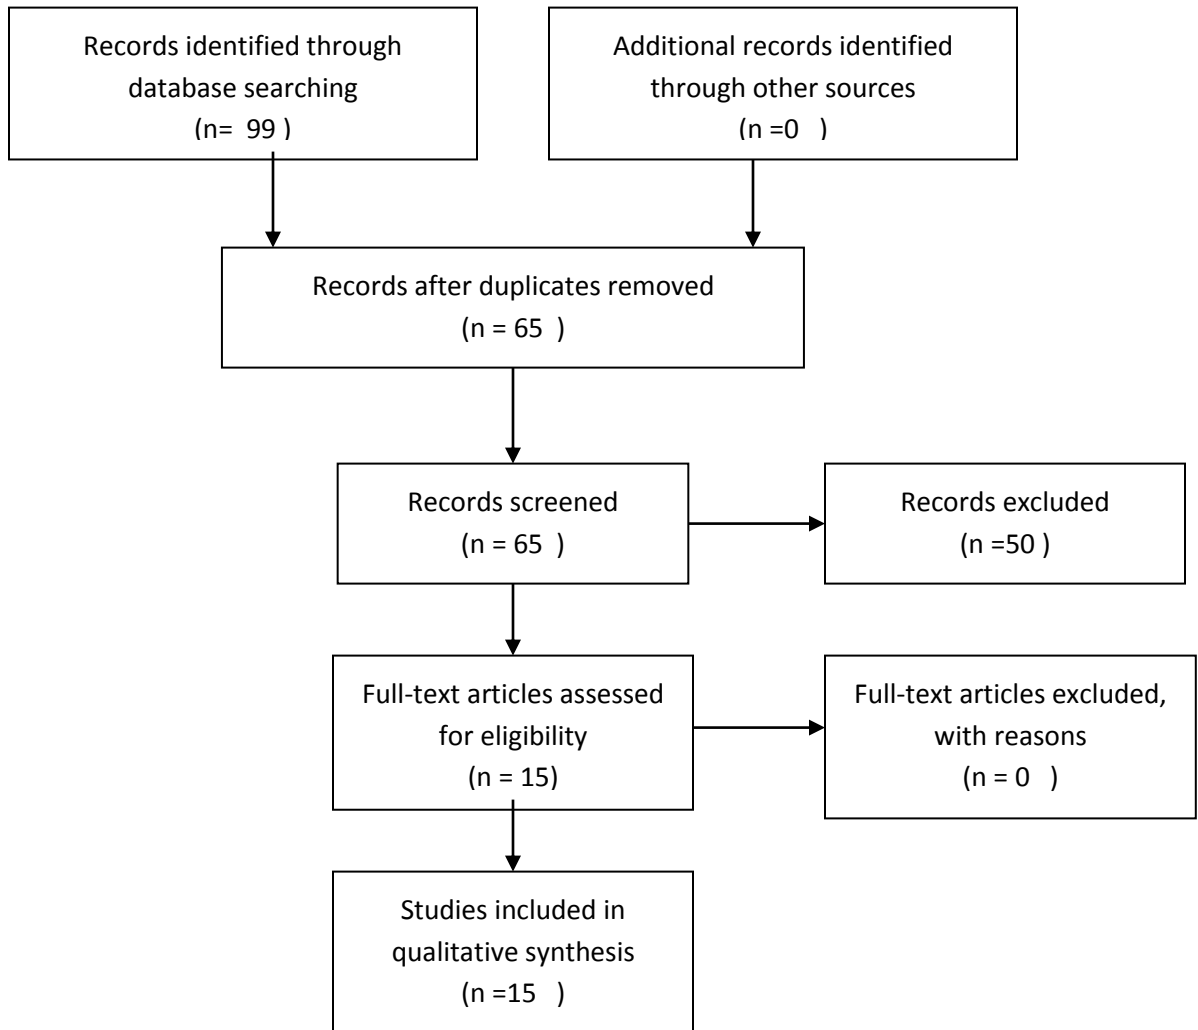 Records identified through
database searching
(n= 99 )
Additional records identified
through other sources
(n =0 )
Records after duplicates removed
(n = 65 )
Records screened
(n = 65 )
Records excluded
(n =50 )
Full-text articles assessed
for eligibility
(n = 15)
Full-text articles excluded,
with reasons
(n = 0 )
Studies included in
qualitative synthesis
(n =15 )